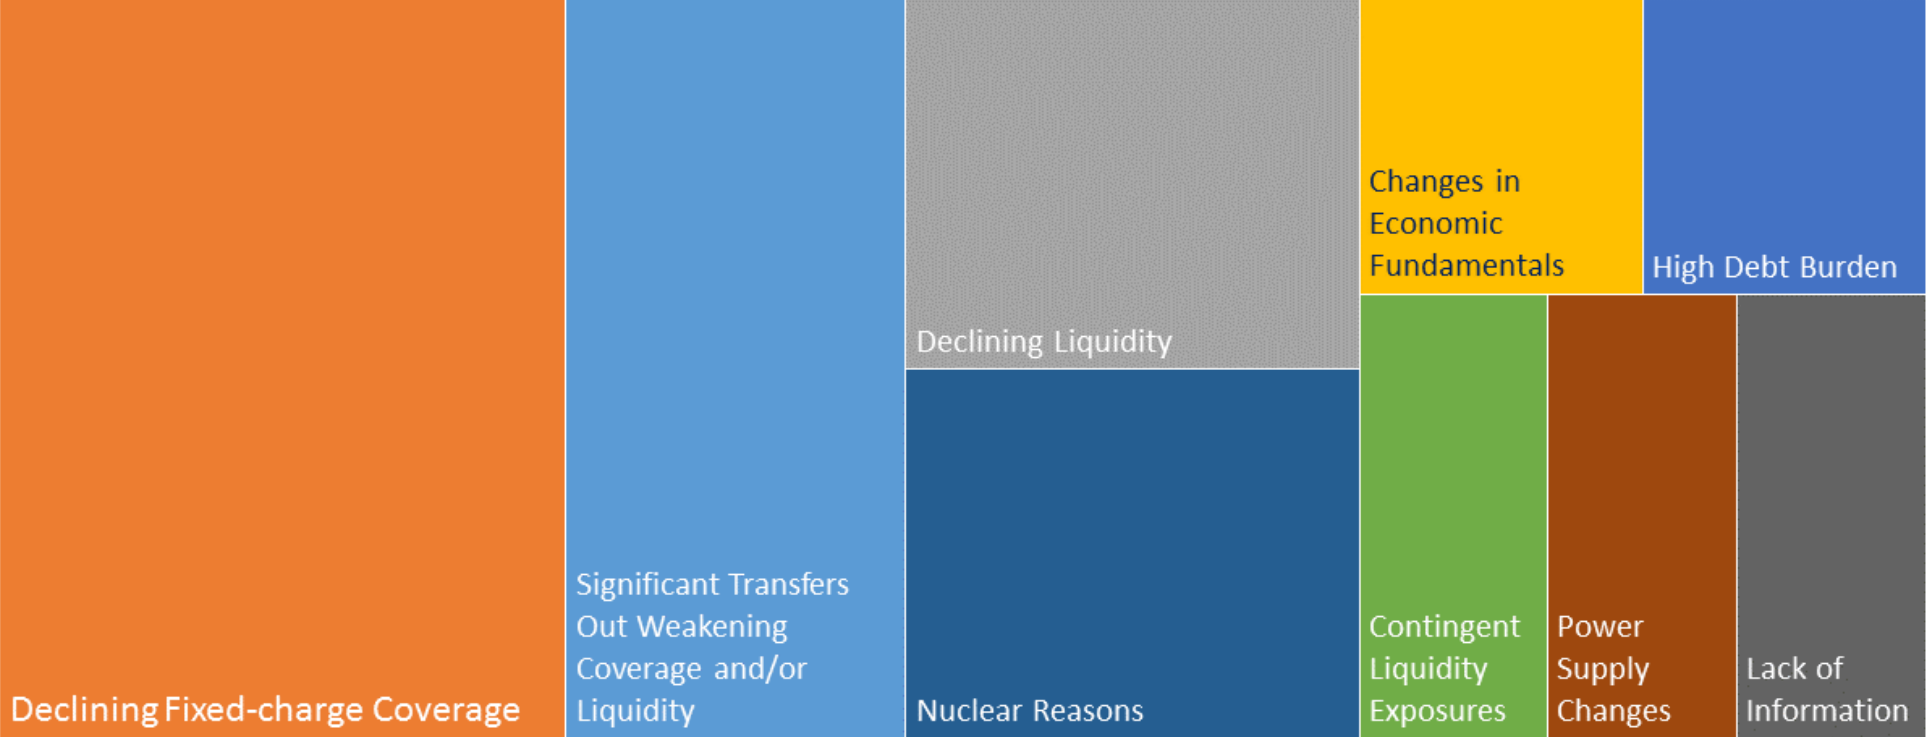 Declining Fixed-charge Coverage
Significant Transfers
Out Weakening
Coverage and/or
Liquidity
Declining Liquidity
Nuclear Reasons
Changes in
Economic
Fundamentals
High Debt Burden
Contingent
Liquidity
Exposures
Power
Supply
Changes
Lack of
Information